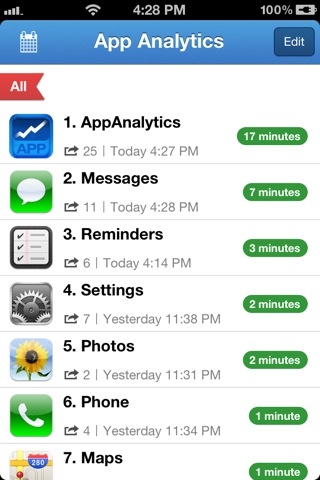 4:28 PM 100%
App Analytics Edit
All
1. AppAnalytics
APP 25 | Today 4:27 PM 17 minutes
2. Messages
11 | Today 4:28 PM 7 minutes
3. Reminders
6 | Today 4:14 PM 3 minutes
4. Settings
7 | Yesterday 11:38 PM 2 minutes
5. Photos
2 | Yesterday 11:31 PM 2 minutes
6. Phone
4 | Yesterday 11:34 PM 1 minute
280 7. Maps
1 minute